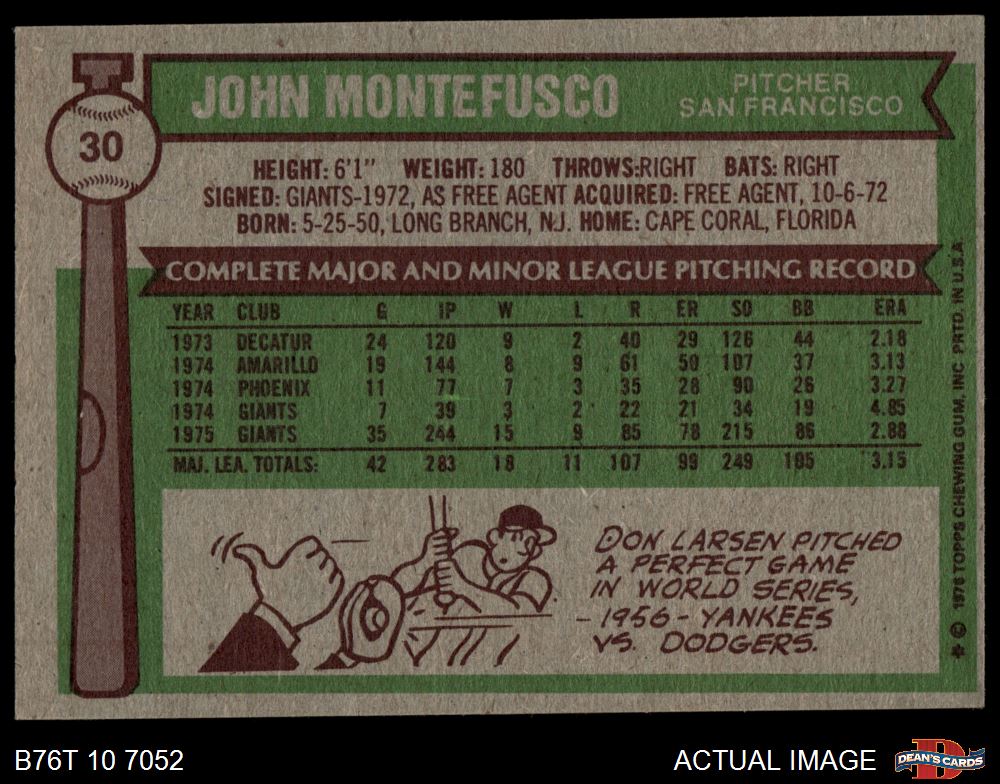 JOHN MONTEFUSCO
PITCHER
SAN FRANCISCO
30
HEIGHT: 6'1" WEIGHT: 180 THROWS:RIGHT BATS: RIGHT
SIGNED: GIANTS-1972, AS FREE AGENT ACQUIRED: FREE AGENT, 10-6-72
BORN: 5-25-50, LONG BRANCH, N.J. HOME: CAPE CORAL, FLORIDA
COMPLETE MAJOR AND MINOR LEAGUE PITCHING RECORD
YEAR CLUB G IP W L R ER SO BB ERA
1973 DECATUR 24 120 9 2 40 29 126 44 2.18
1974 AMARILLO 19 144 8 9 61 50 107 37 3.13
1974 PHOENIX 11 77 7 3 35 28 90 26 3.27
1974 GIANTS 7 39 3 2 22 21 34 19 4.85
1975 GIANTS 35 244 15 9 85 78 215 86 2.88
MAJ. LEA. TOTALS: 42 283 18 11 107 99 249 105 3.15
DON LARSEN PITCHED
A PERFECT GAME
IN WORLD SERIES,
-1956- YANKEES
VS. DODGERS.
* © 1976 TOPPS CHEWING GUM, INC PRTD. IN U.S.A.
B76T 10 7052
ACTUAL IMAGE
D
DEAN'S CARDS